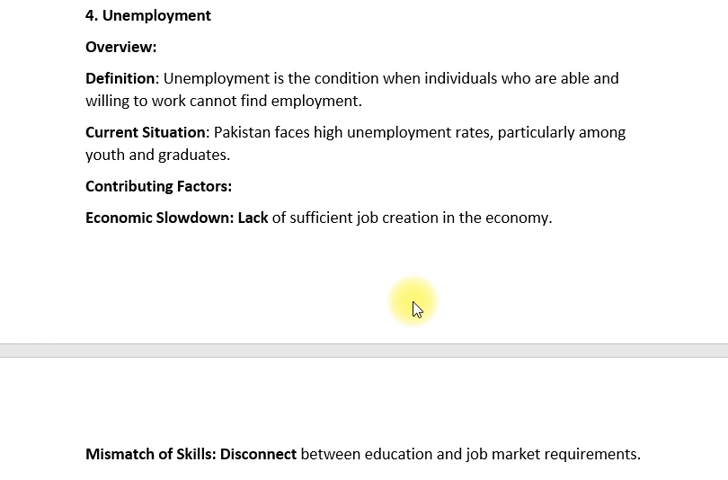 4. Unemployment
Overview:
Definition: Unemployment is the condition when individuals who are able and
willing to work cannot find employment.
Current Situation: Pakistan faces high unemployment rates, particularly among
youth and graduates.
Contributing Factors:
Economic Slowdown: Lack of sufficient job creation in the economy.
Mismatch of Skills: Disconnect between education and job market requirements.